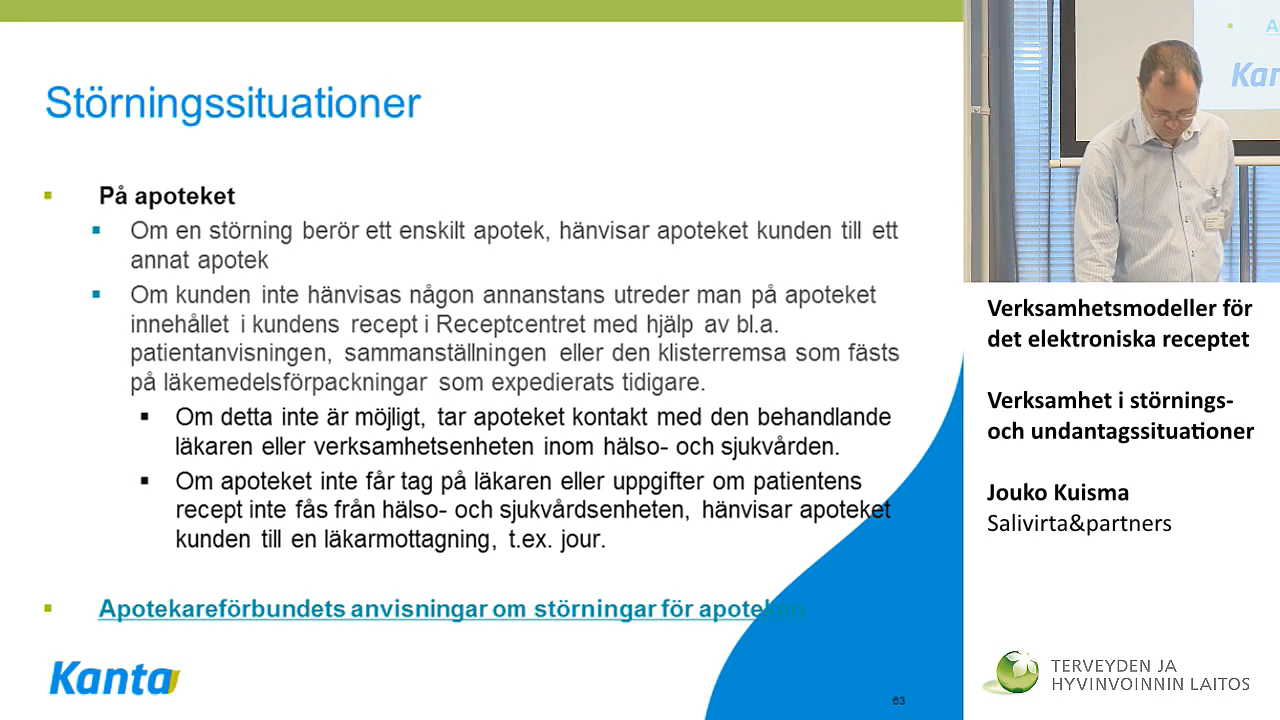 Störningssituationer
På apoteket
Om en störning berör ett enskilt apotek, hänvisar apoteket kunden till ett
annat apotek
Om kunden inte hänvisas någon annanstans utreder man på apoteket
innehållet i kundens recept i Receptcentret med hjälp av bl.a.
patientanvisningen, sammanställningen eller den klisterremsa som fästs
på läkemedelsförpackningar som expedierats tidigare.
Om detta inte är möjligt, tar apoteket kontakt med den behandlande
läkaren eller verksamhetsenheten inom hälso- och sjukvården.
Om apoteket inte får tag på läkaren eller uppgifter om patientens
recept inte fås från hälso- och sjukvårdsenheten, hänvisar apoteket
kunden till en läkarmottagning, t.ex. jour.
Apotekareförbundets anvisningar om störningar för apoteken
Kanta
63
Verksamhetsmodeller för
det elektroniska receptet
Verksamhet i störnings-
och undantagssituationer
Jouko Kuisma
Salivirta&partners
TERVEYDEN JA
HYVINVOINNIN LAITOS